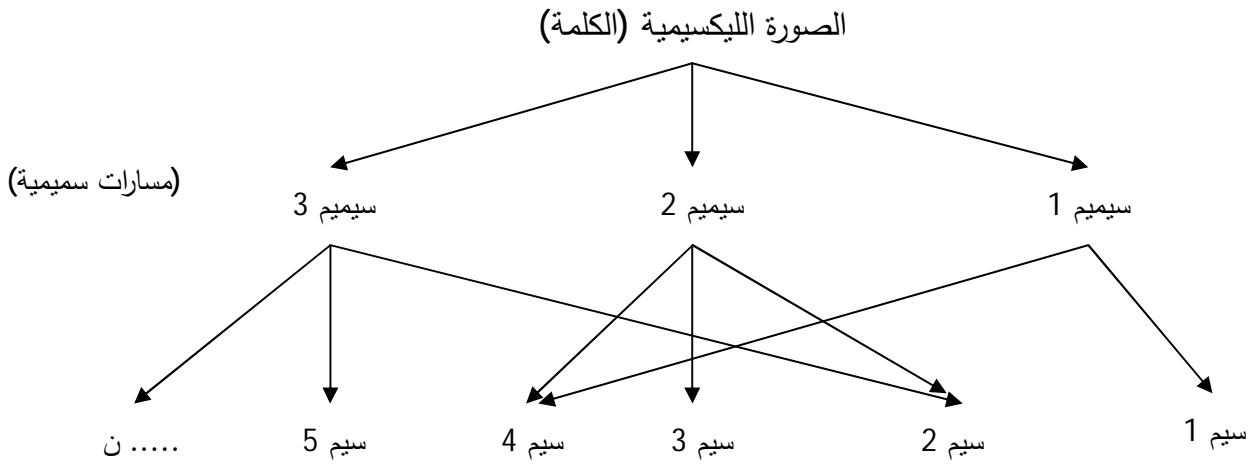 الصورة الليكسيمية (الكلمة)
(مسارات سميمية)
سيميم 1
سيميم 2
سيميم 3
سيم 1
سيم 2
سيم 3
سيم 4
سيم 5
..... ن